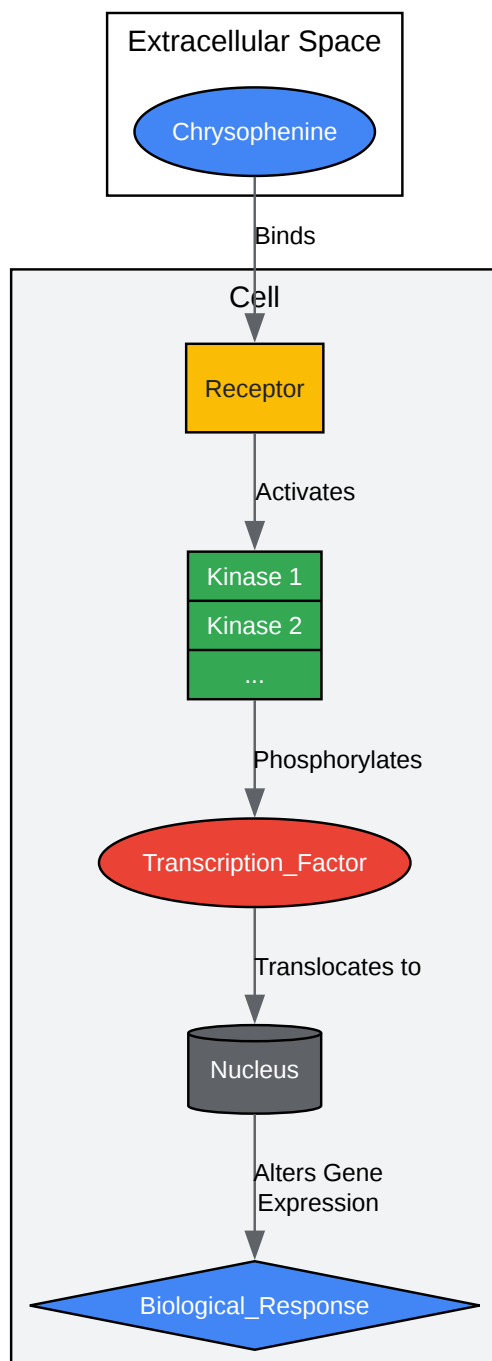 Extracellular Space
Chrysophenine
Binds
Cell
Receptor
Activates
Kinase 1
Kinase 2
...
Phosphorylates
Transcription_Factor
Translocates to
Nucleus
Alters Gene
Expression
Biological_Response